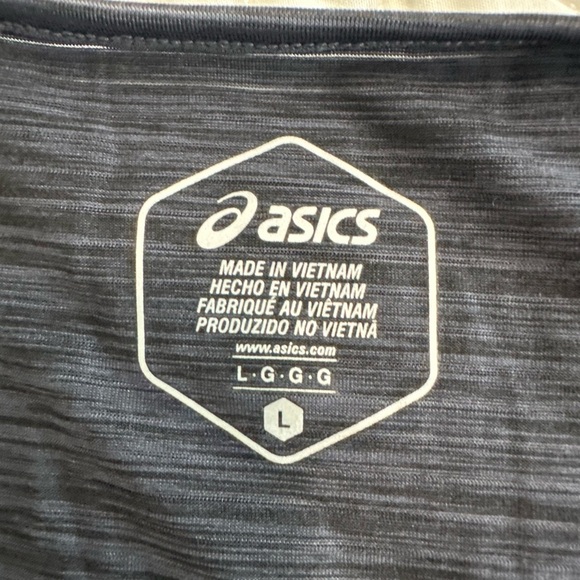 asics
MADE IN VIETNAM
HECHO EN VIETNAM
FABRIQUÉ AU VIÊTNAM
PRODUZIDO NO VIETNÃ
www.asics.com
L·G·G·G
L